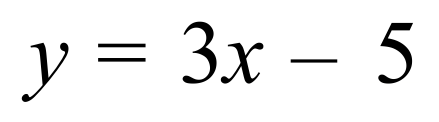 y = 3x – 5